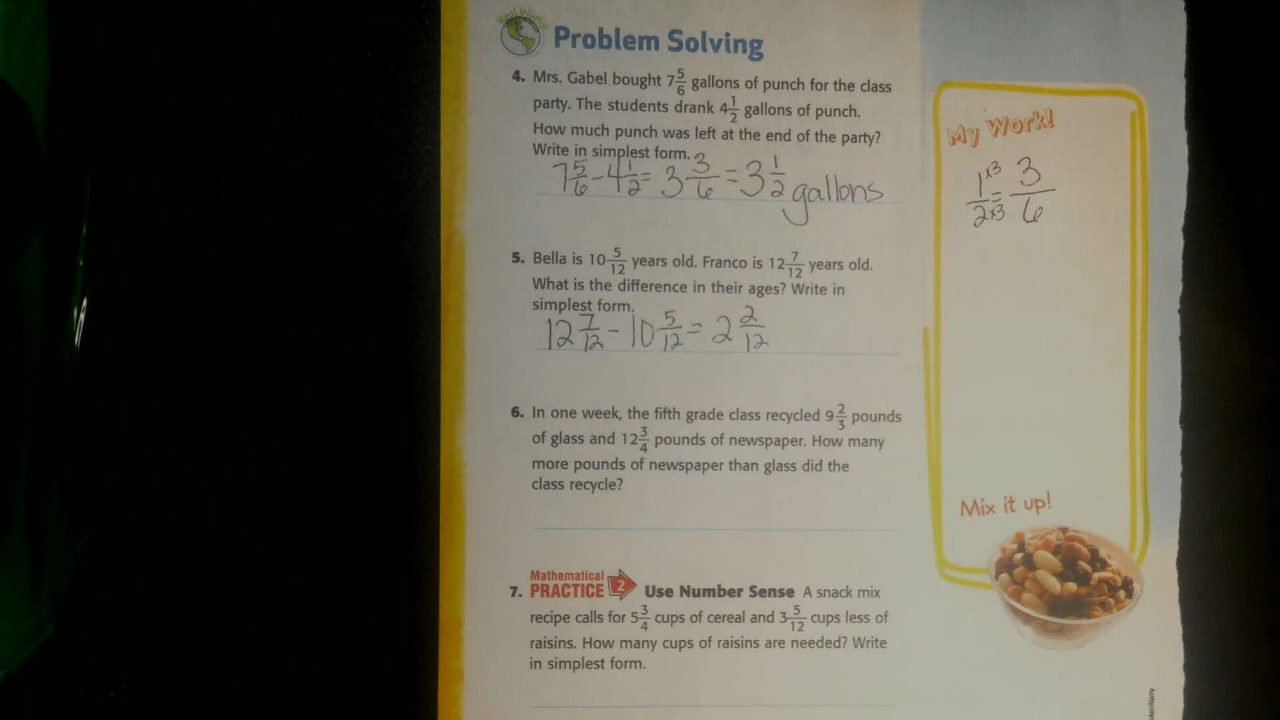 Real World
Problem Solving
4. Mrs. Gabel bought 7 5/6 gallons of punch for the class
party. The students drank 4 1/2 gallons of punch.
How much punch was left at the end of the party?
Write in simplest form.
7 5/6 - 4 1/2 = 3 3/6 = 3 1/2 gallons
5. Bella is 10 5/12 years old. Franco is 12 7/12 years old.
What is the difference in their ages? Write in
simplest form.
12 7/12 - 10 5/12 = 2 2/12
6. In one week, the fifth grade class recycled 9 2/3 pounds
of glass and 12 3/4 pounds of newspaper. How many
more pounds of newspaper than glass did the
class recycle?
7. Mathematical
PRACTICE 2 Use Number Sense A snack mix
recipe calls for 5 3/4 cups of cereal and 3 5/12 cups less of
raisins. How many cups of raisins are needed? Write
in simplest form.
My Work!
1 x3 / 2 x3 = 3/6
Mix it up!